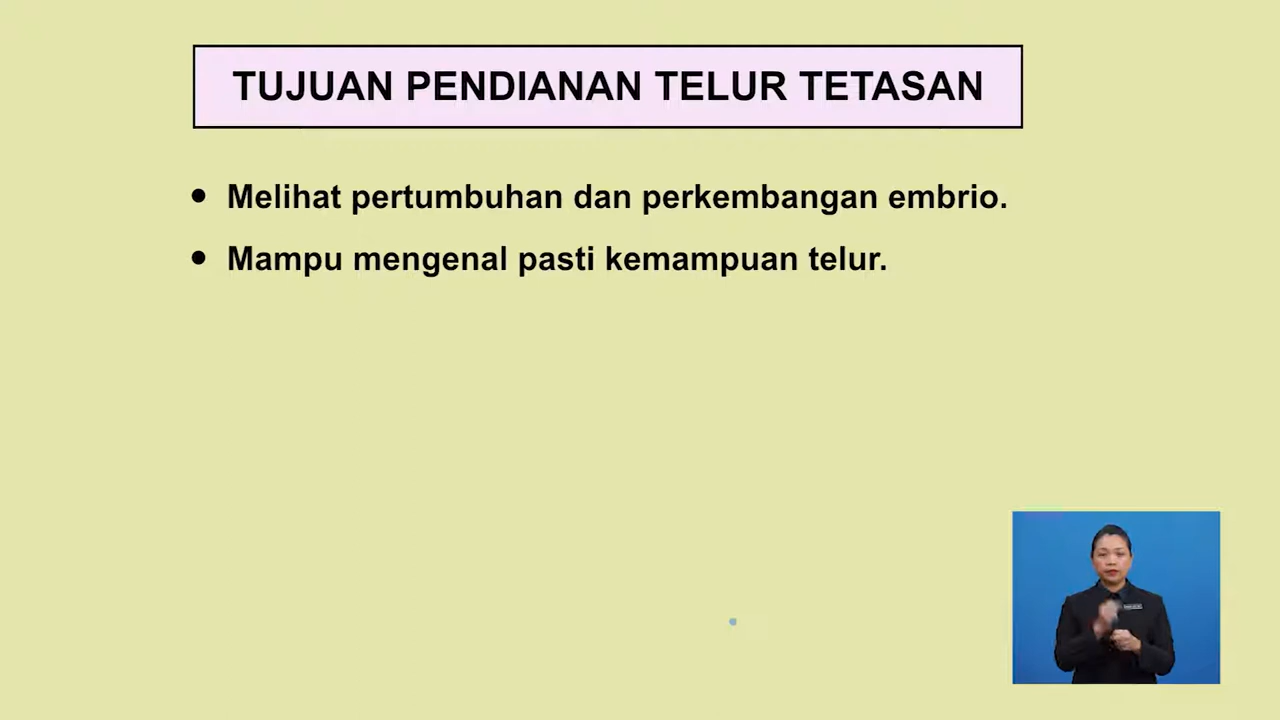 TUJUAN PENDIANAN TELUR TETASAN
• Melihat pertumbuhan dan perkembangan embrio.
• Mampu mengenal pasti kemampuan telur.